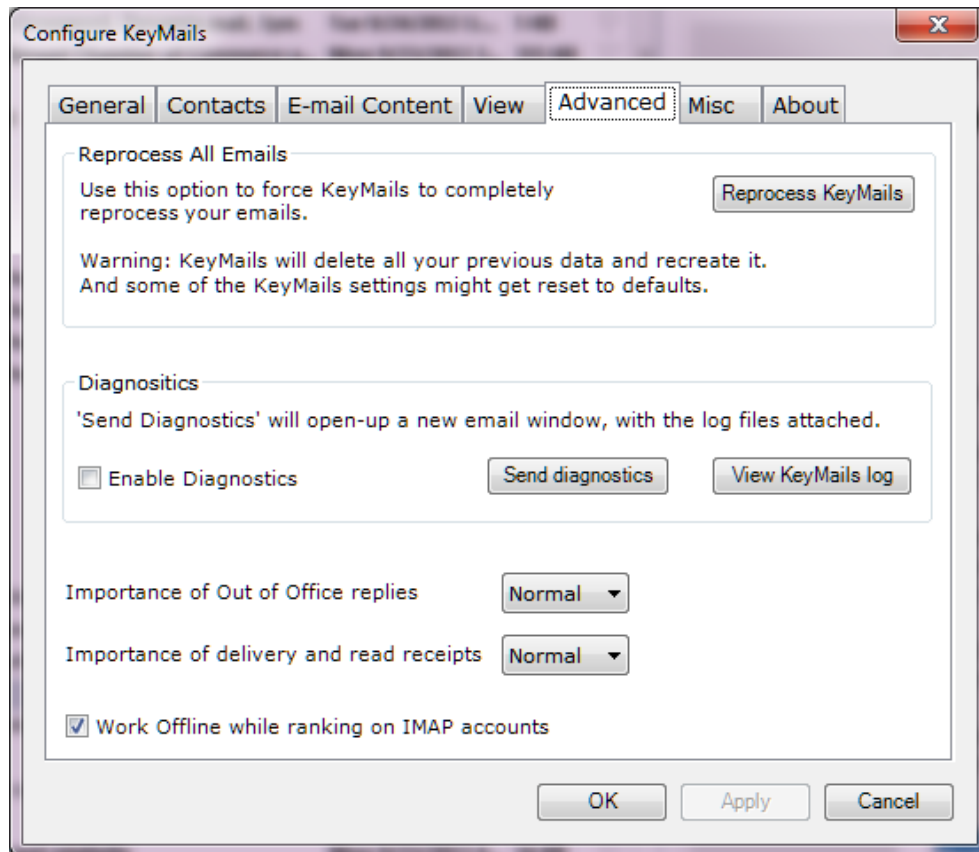 Configure KeyMails
General Contacts E-mail Content View Advanced Misc About
Reprocess All Emails
Use this option to force KeyMails to completely
reprocess your emails.
Reprocess KeyMails
Warning: KeyMails will delete all your previous data and recreate it.
And some of the KeyMails settings might get reset to defaults.
Diagnositics
'Send Diagnostics' will open-up a new email window, with the log files attached.
Enable Diagnostics
Send diagnostics
View KeyMails log
Importance of Out of Office replies
Normal
Importance of delivery and read receipts
Normal
Work Offline while ranking on IMAP accounts
OK Apply Cancel